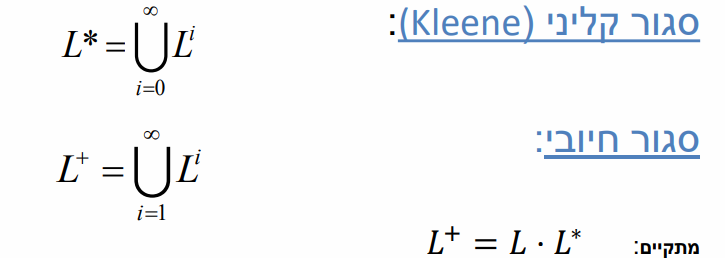 סגור קליני (Kleene):
L* = ⋃_{i=0}^{∞} L^i
סגור חיובי:
L^+ = ⋃_{i=1}^{∞} L^i
מתקיים: L^+ = L · L^*